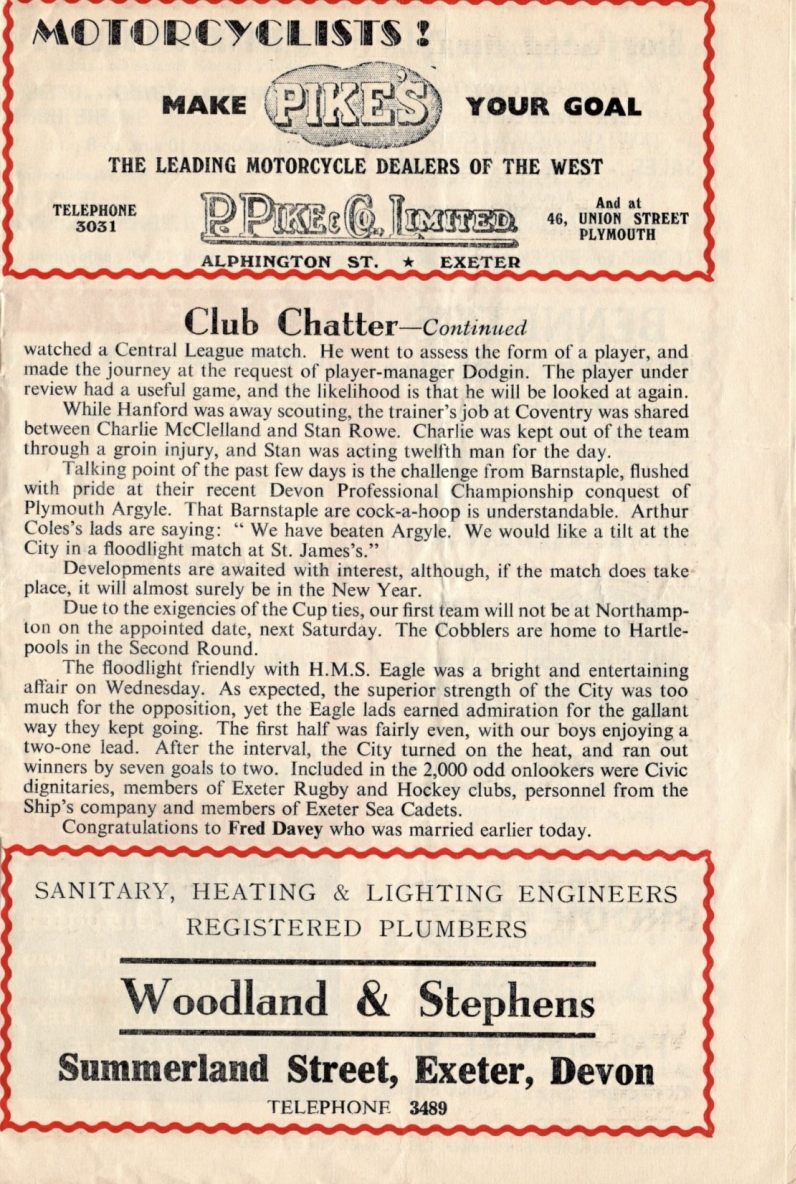 MOTORCYCLISTS !
MAKE PIKE'S YOUR GOAL
THE LEADING MOTORCYCLE DEALERS OF THE WEST
TELEPHONE
3031
P. PIKE & CO., LIMITED.
And at
46, UNION STREET
PLYMOUTH
ALPHINGTON ST. ★ EXETER
Club Chatter—Continued
watched a Central League match. He went to assess the form of a player, and
made the journey at the request of player-manager Dodgin. The player under
review had a useful game, and the likelihood is that he will be looked at again.
While Hanford was away scouting, the trainer's job at Coventry was shared
between Charlie McClelland and Stan Rowe. Charlie was kept out of the team
through a groin injury, and Stan was acting twelfth man for the day.
Talking point of the past few days is the challenge from Barnstaple, flushed
with pride at their recent Devon Professional Championship conquest of
Plymouth Argyle. That Barnstaple are cock-a-hoop is understandable. Arthur
Coles's lads are saying: " We have beaten Argyle. We would like a tilt at the
City in a floodlight match at St. James's."
Developments are awaited with interest, although, if the match does take
place, it will almost surely be in the New Year.
Due to the exigencies of the Cup ties, our first team will not be at Northamp-
ton on the appointed date, next Saturday. The Cobblers are home to Hartle-
pools in the Second Round.
The floodlight friendly with H.M.S. Eagle was a bright and entertaining
affair on Wednesday. As expected, the superior strength of the City was too
much for the opposition, yet the Eagle lads earned admiration for the gallant
way they kept going. The first half was fairly even, with our boys enjoying a
two-one lead. After the interval, the City turned on the heat, and ran out
winners by seven goals to two. Included in the 2,000 odd onlookers were Civic
dignitaries, members of Exeter Rugby and Hockey clubs, personnel from the
Ship's company and members of Exeter Sea Cadets.
Congratulations to Fred Davey who was married earlier today.
SANITARY, HEATING & LIGHTING ENGINEERS
REGISTERED PLUMBERS
Woodland & Stephens
Summerland Street, Exeter, Devon
TELEPHONE 3489